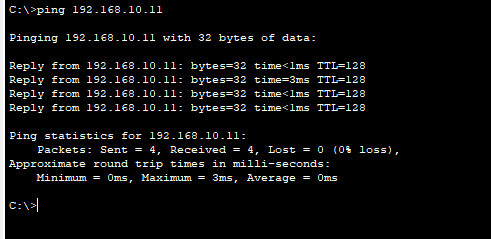 C:\>ping 192.168.10.11
Pinging 192.168.10.11 with 32 bytes of data:
Reply from 192.168.10.11: bytes=32 time<1ms TTL=128
Reply from 192.168.10.11: bytes=32 time=3ms TTL=128
Reply from 192.168.10.11: bytes=32 time<1ms TTL=128
Reply from 192.168.10.11: bytes=32 time<1ms TTL=128
Ping statistics for 192.168.10.11:
Packets: Sent = 4, Received = 4, Lost = 0 (0% loss),
Approximate round trip times in milli-seconds:
Minimum = 0ms, Maximum = 3ms, Average = 0ms
C:\>